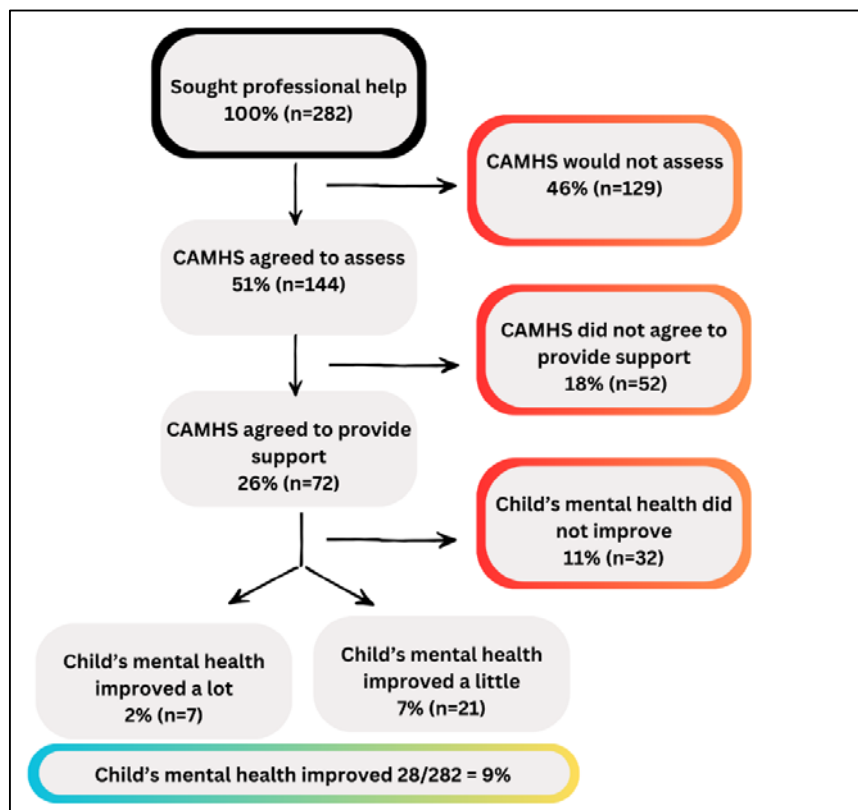 Sought professional help
100% (n=282)
CAMHS would not assess
46% (n=129)
CAMHS agreed to assess
51% (n=144)
CAMHS did not agree to
provide support
18% (n=52)
CAMHS agreed to provide
support
26% (n=72)
Child’s mental health did
not improve
11% (n=32)
Child’s mental health
improved a lot
2% (n=7)
Child’s mental health
improved a little
7% (n=21)
Child’s mental health improved 28/282 = 9%